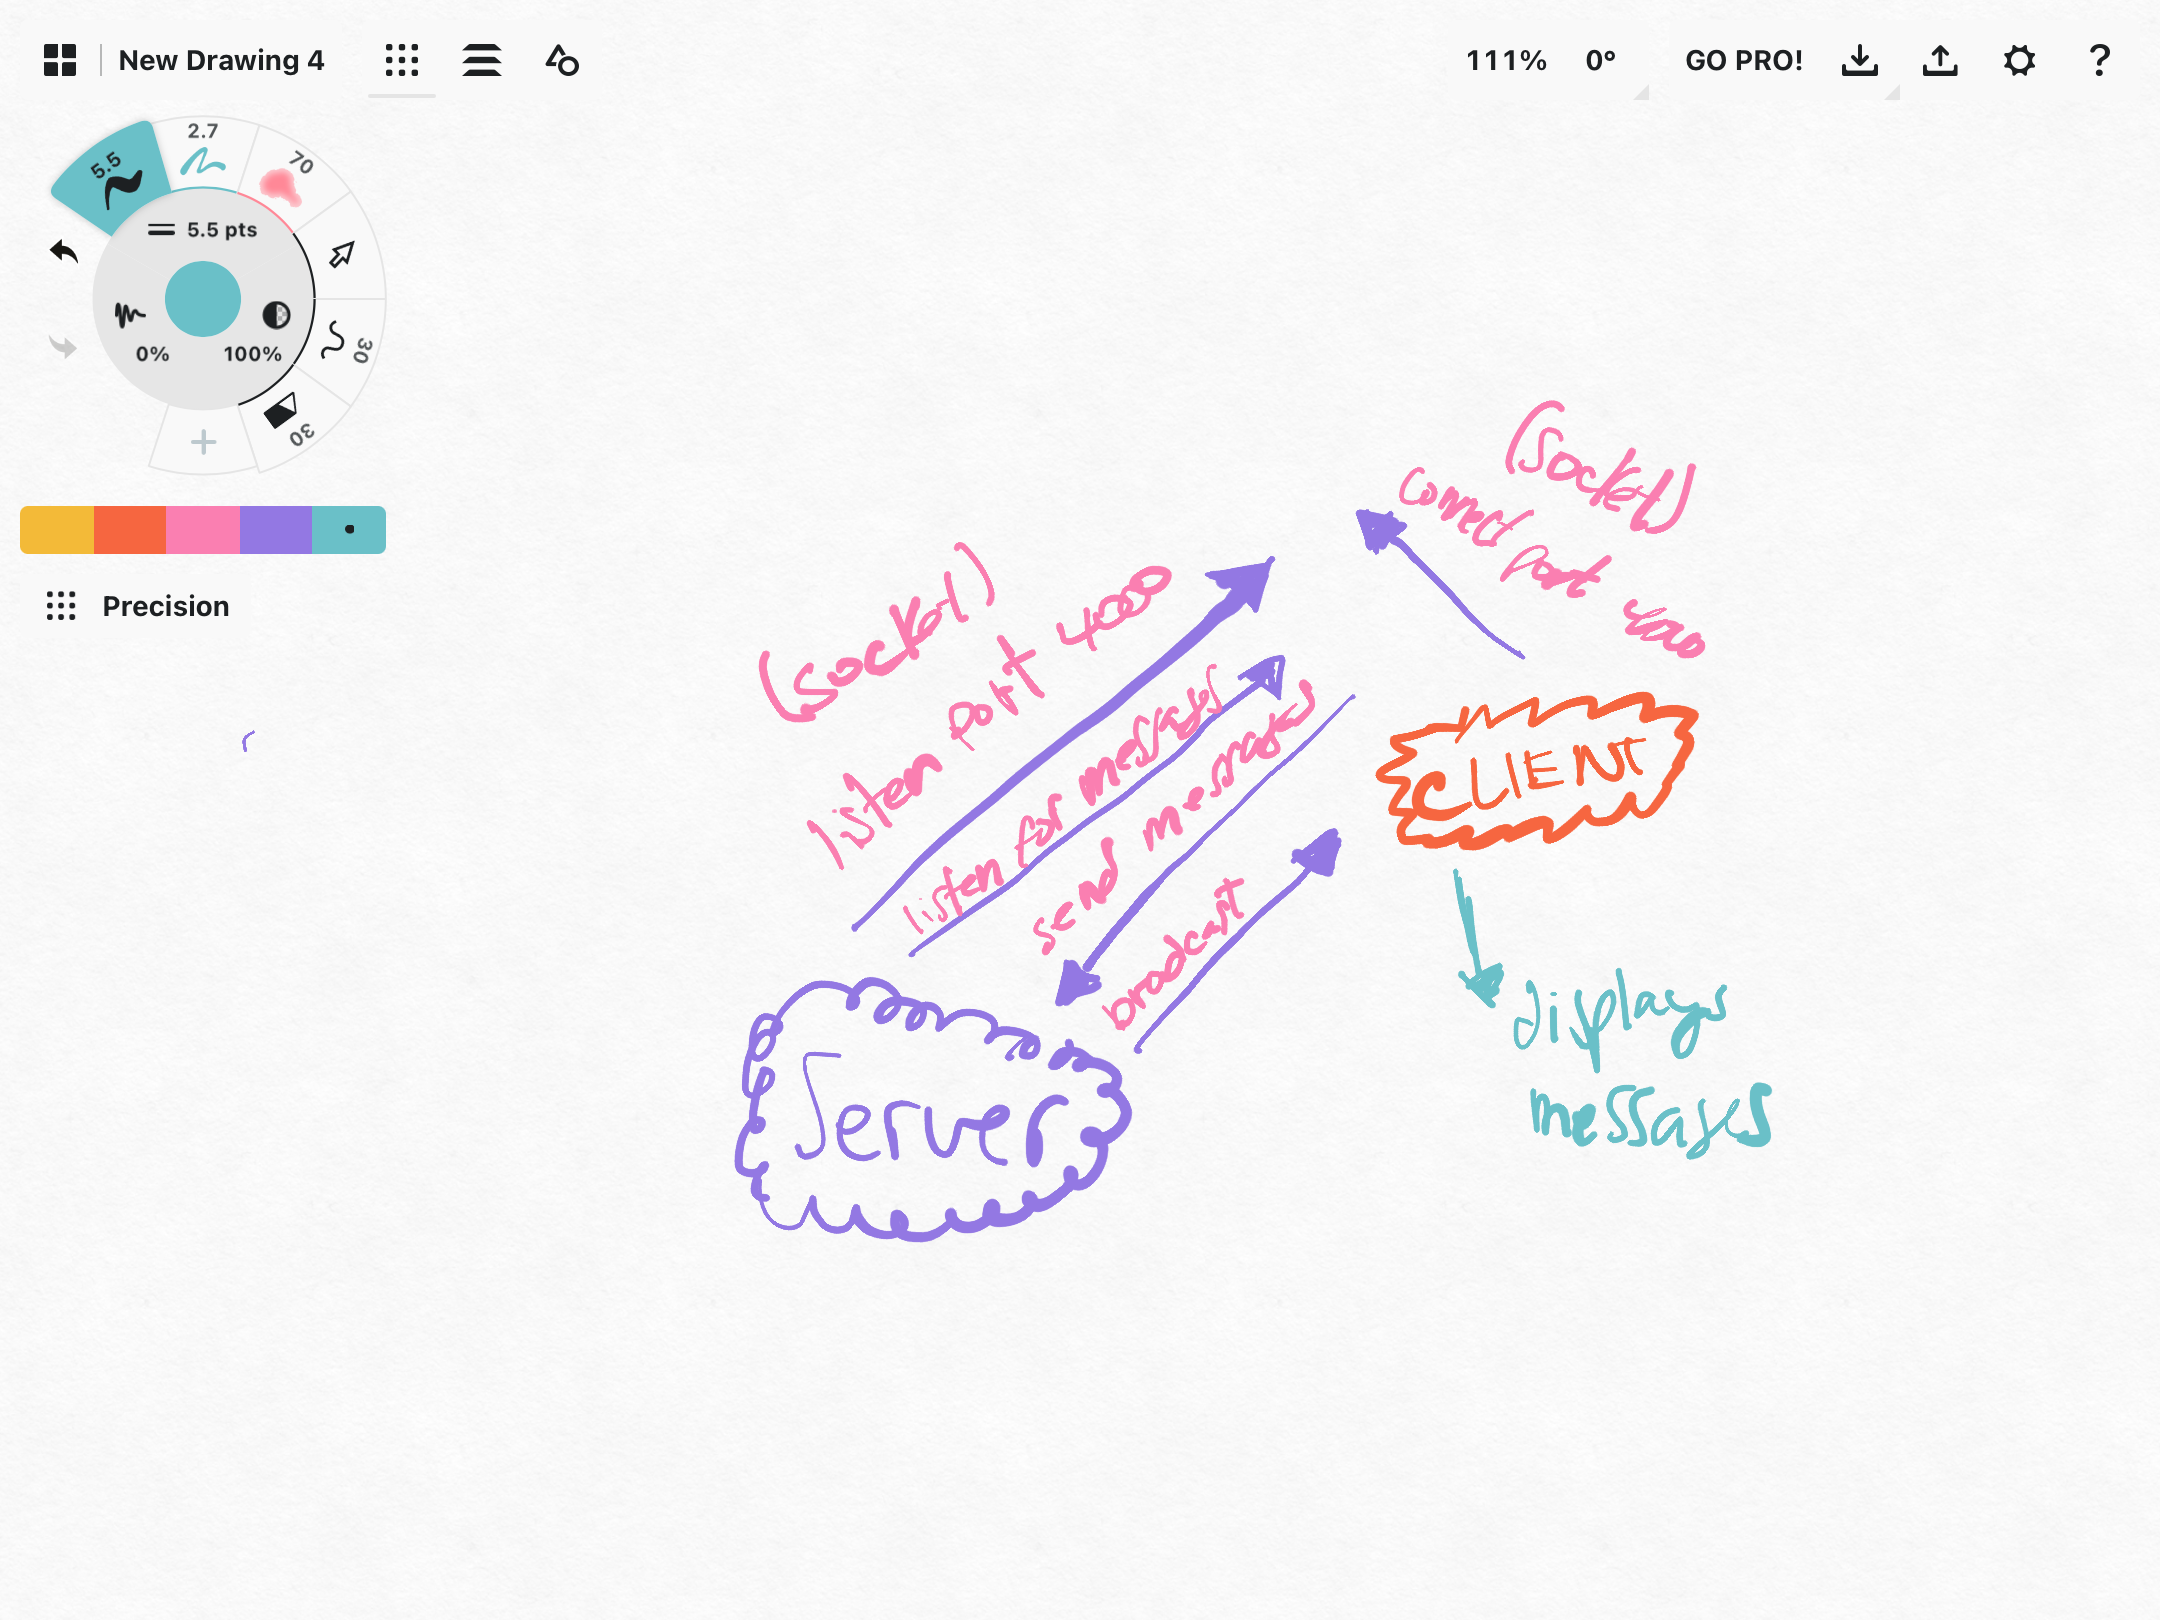 New Drawing 4
111% 0° GO PRO!
?
2.7
5.5
70
5.5 pts
0% 100%
30
30
Precision
(Socket)
connect
port 4000
(socket)
listen port 4000
listen for messages
send messages
bradcast
CLIENT
Server
displays
messages